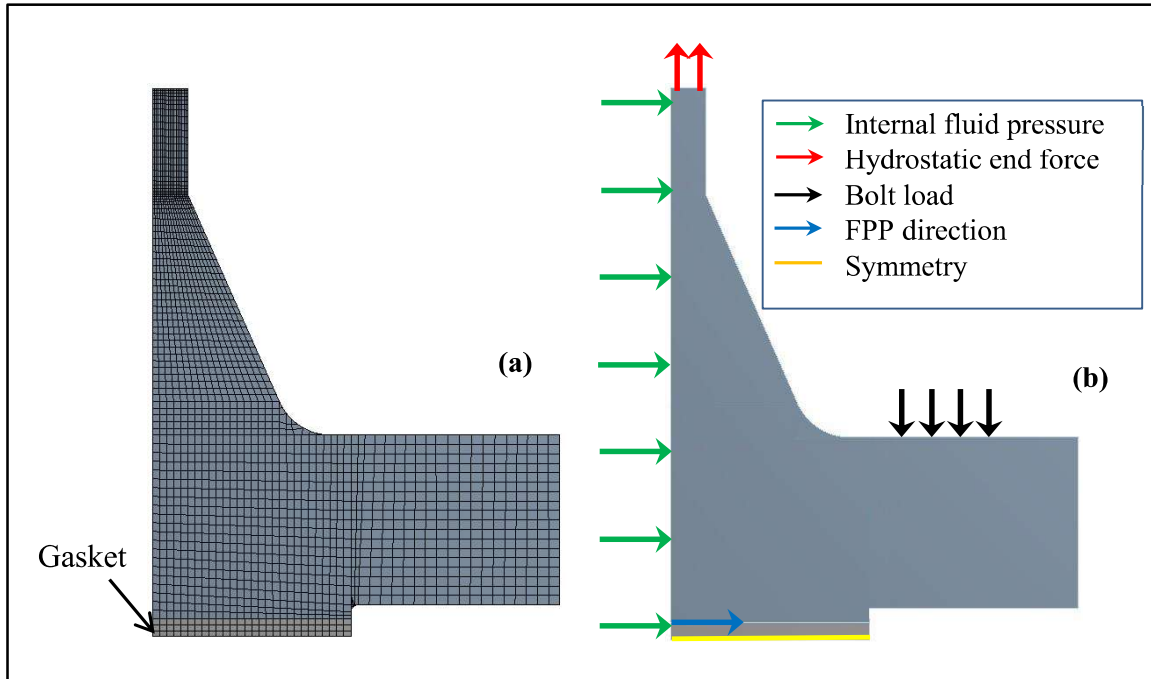 Internal fluid pressure
Hydrostatic end force
Bolt load
FPP direction
Symmetry
(a)
(b)
Gasket